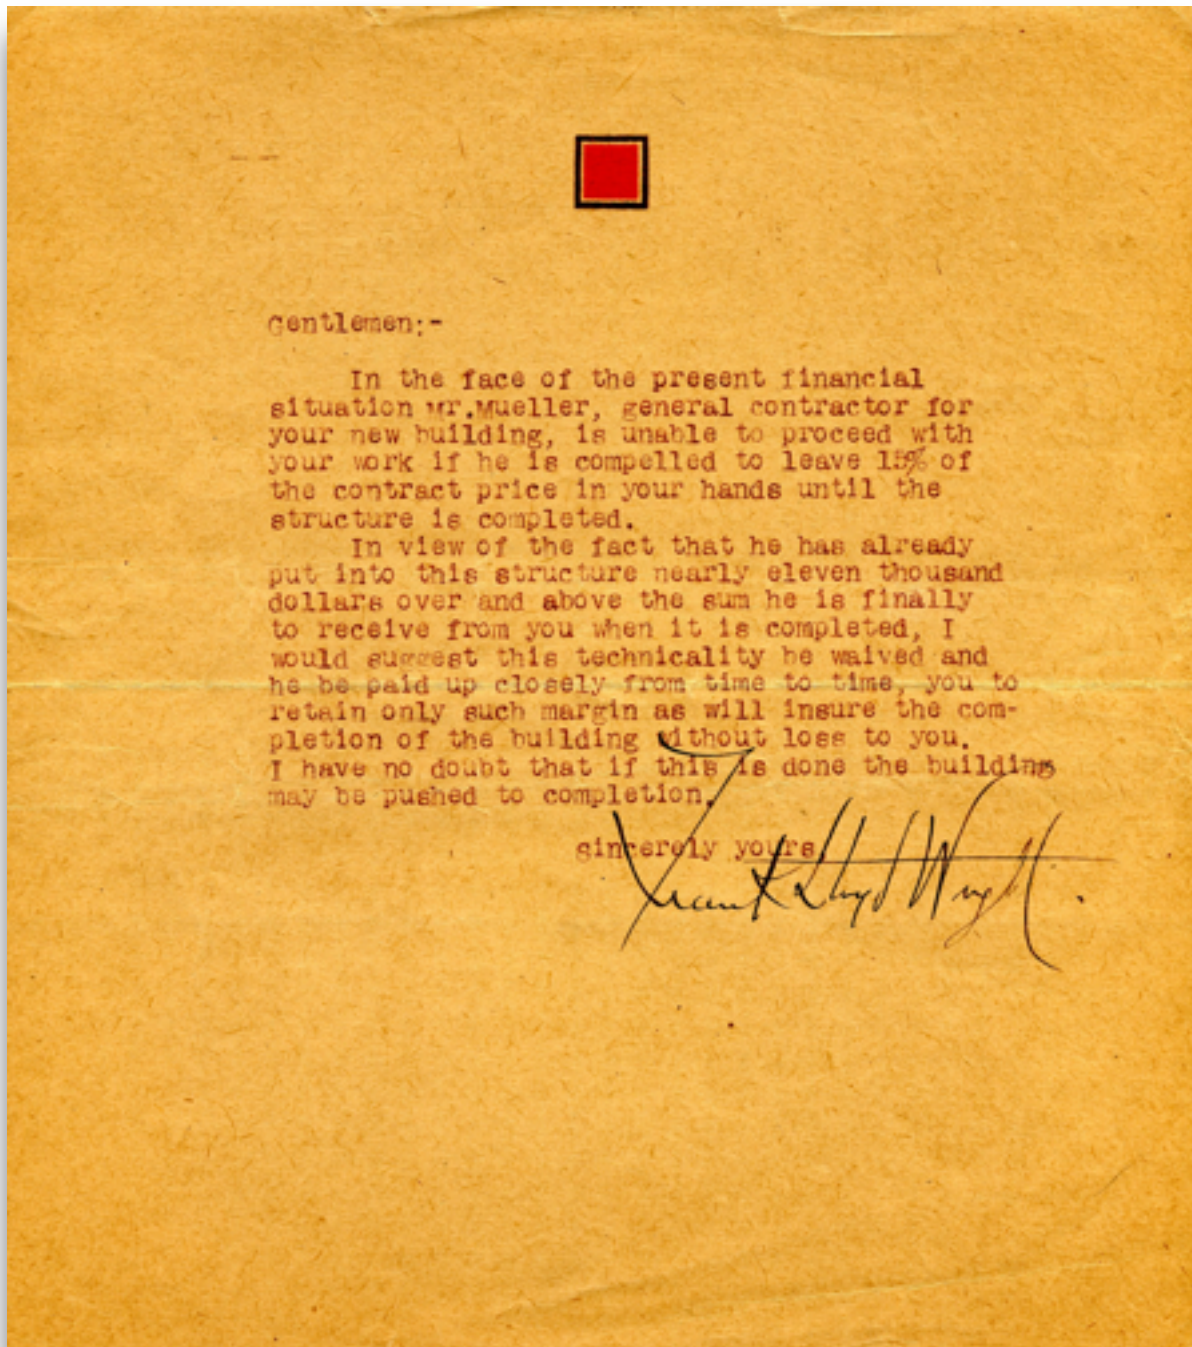 Gentlemen:-
In the face of the present financial
situation Mr.Mueller, general contractor for
your new building, is unable to proceed with
your work if he is compelled to leave 15% of
the contract price in your hands until the
structure is completed.
In view of the fact that he has already
put into this structure nearly eleven thousand
dollars over and above the sum he is finally
to receive from you when it is completed, I
would suggest this technicality be waived and
he be paid up closely from time to time, you to
retain only such margin as will insure the com-
pletion of the building without loss to you.
I have no doubt that if this is done the building
may be pushed to completion.
sincerely yours,
Frank Lloyd Wright.